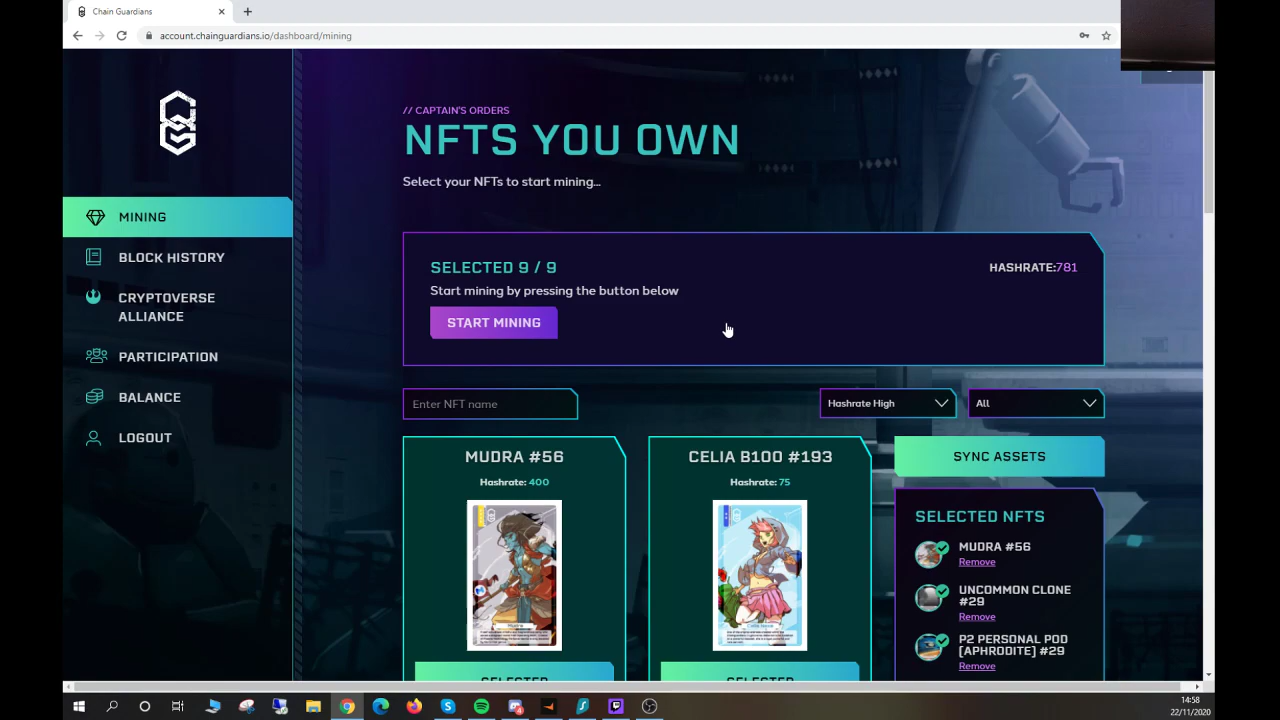 Chain Guardians
account.chainguardians.io/dashboard/mining
// CAPTAIN'S ORDERS
NFTS YOU OWN
Select your NFTs to start mining...
MINING
BLOCK HISTORY
CRYPTOVERSE
ALLIANCE
PARTICIPATION
BALANCE
LOGOUT
SELECTED 9 / 9
HASHRATE:781
Start mining by pressing the button below
START MINING
Enter NFT name
Hashrate High
All
MUDRA #56
Hashrate: 400
CELIA B100 #193
Hashrate: 75
SYNC ASSETS
SELECTED NFTS
MUDRA #56
Remove
UNCOMMON CLONE
#29
Remove
P2 PERSONAL POD
[APHRODITE] #29
Remove
SELECTED
SELECTED
14:58
22/11/2020